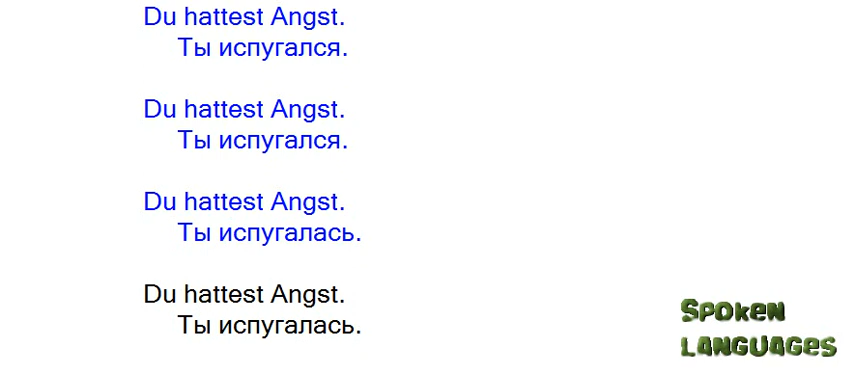 Du hattest Angst.
Ты испугался.
Du hattest Angst.
Ты испугался.
Du hattest Angst.
Ты испугалась.
Du hattest Angst.
Ты испугалась.
Spoken
Languages